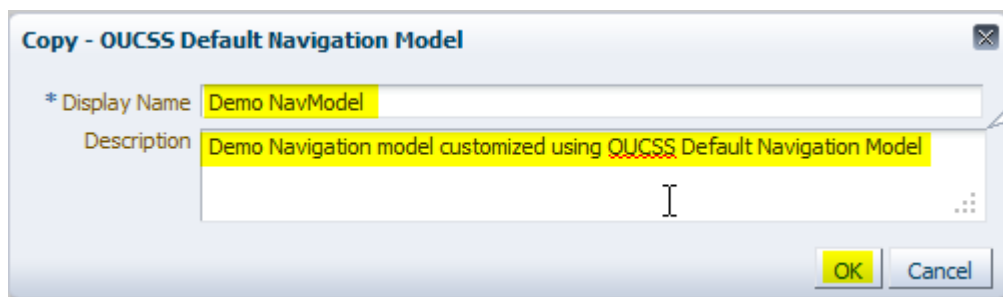 Copy - OUCSS Default Navigation Model
* Display Name Demo NavModel
Description Demo Navigation model customized using OUCSS Default Navigation Model
OK Cancel